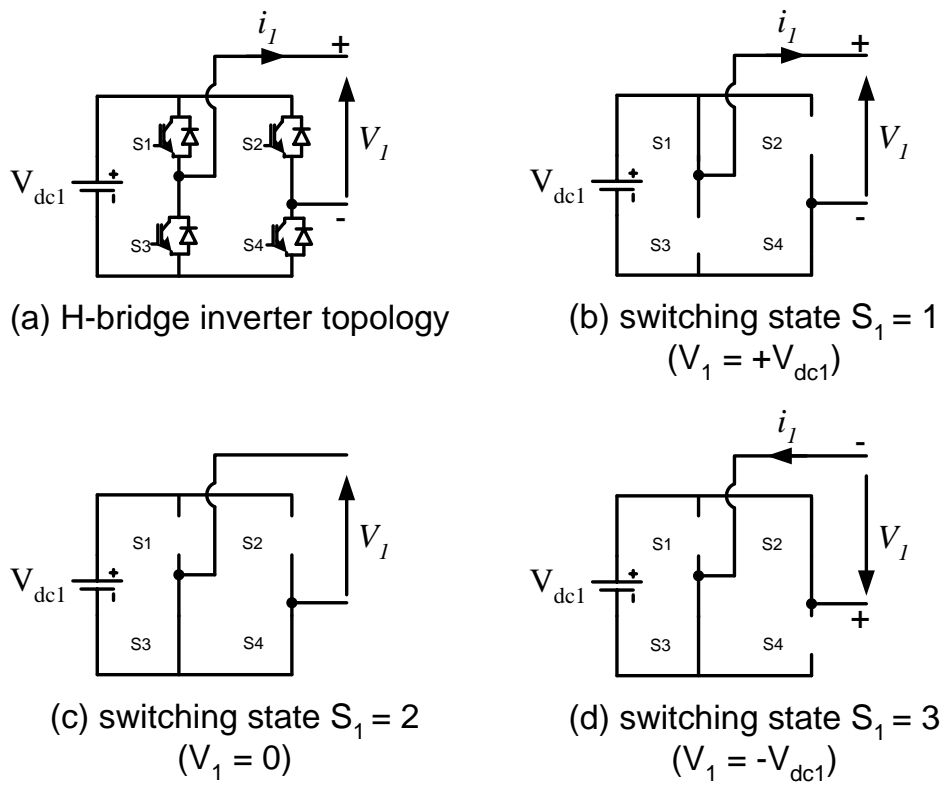 i1
+
S1
S2
V1
Vdc1
+
-
S3
S4
-
(a) H-bridge inverter topology
i1
+
S1
S2
V1
Vdc1
+
-
S3
S4
-
(b) switching state S1 = 1
(V1 = +Vdc1)
S1
S2
V1
Vdc1
+
-
S3
S4
(c) switching state S1 = 2
(V1 = 0)
i1
-
S1
S2
V1
Vdc1
+
-
S3
S4
+
(d) switching state S1 = 3
(V1 = -Vdc1)